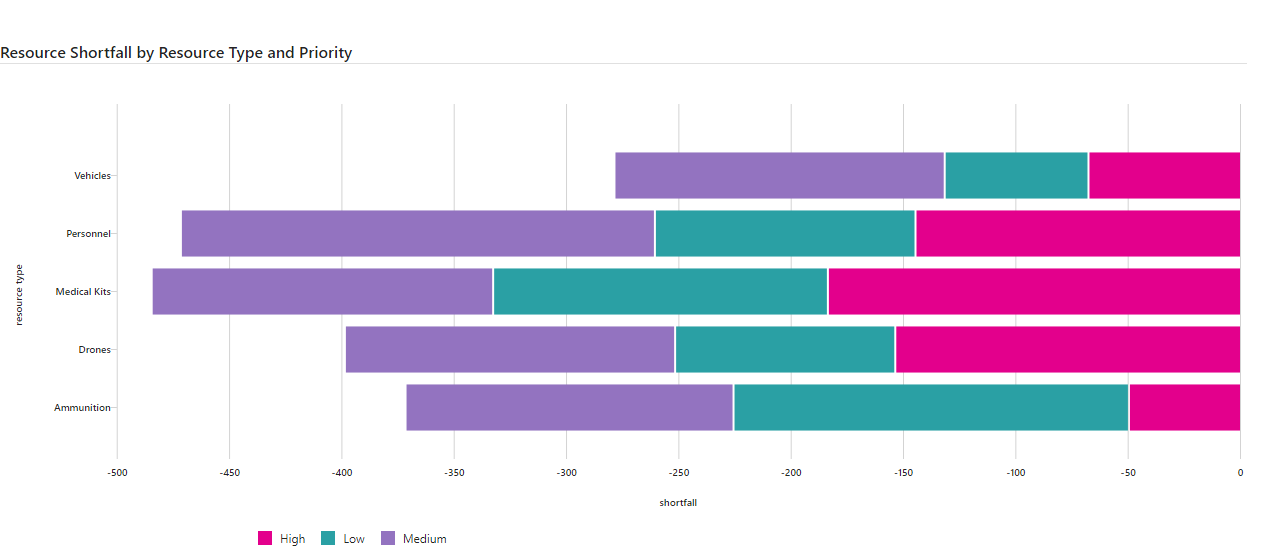 Resource Shortfall by Resource Type and Priority
Vehicles
Personnel
Medical Kits
Drones
Ammunition
resource type
-500 -450 -400 -350 -300 -250 -200 -150 -100 -50 0
shortfall
High Low Medium